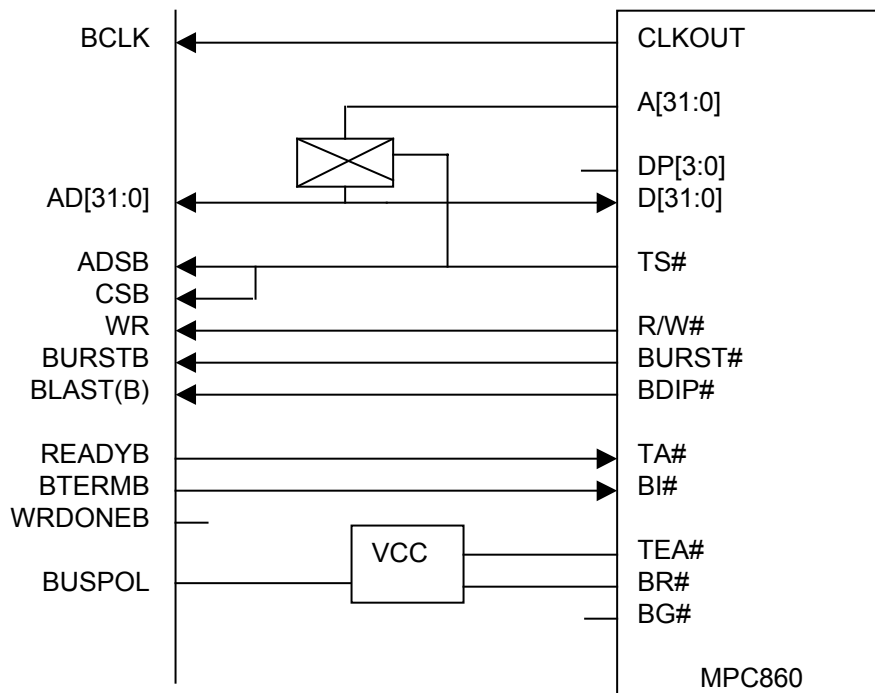 BCLK CLKOUT
A[31:0]
DP[3:0]
AD[31:0] D[31:0]
ADSB TS#
CSB
WR R/W#
BURSTB BURST#
BLAST(B) BDIP#
READYB TA#
BTERMB BI#
WRDONEB
VCC TEA#
BUSPOL BR#
BG#
MPC860